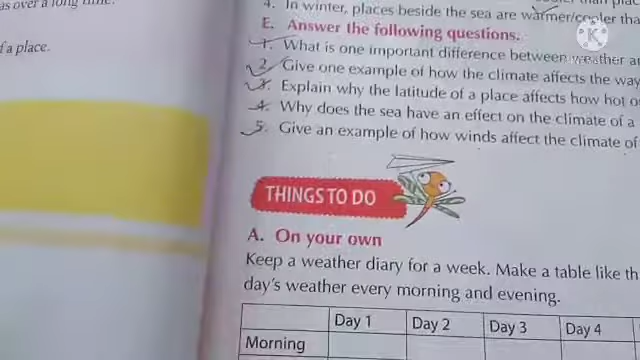 as over a long time.
f a place.
4. In winter, places beside the sea are warmer/cooler tha
E. Answer the following questions.
1. What is one important difference between weather a
2. Give one example of how the climate affects the way
3. Explain why the latitude of a place affects how hot o
4. Why does the sea have an effect on the climate of a
5. Give an example of how winds affect the climate of
THINGS TO DO
A. On your own
Keep a weather diary for a week. Make a table like th
day's weather every morning and evening.
Day 1 Day 2 Day 3 Day 4
Morning